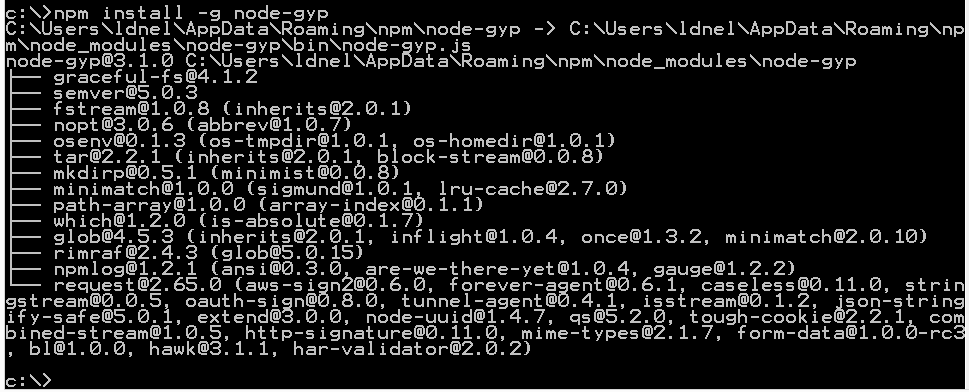 c:\>npm install -g node-gyp
C:\Users\ldnel\AppData\Roaming\npm\node-gyp -> C:\Users\ldnel\AppData\Roaming\np
m\node_modules\node-gyp\bin\node-gyp.js
node-gyp@3.1.0 C:\Users\ldnel\AppData\Roaming\npm\node_modules\node-gyp
├── graceful-fs@4.1.2
├── semver@5.0.3
├── fstream@1.0.8 (inherits@2.0.1)
├── nopt@3.0.6 (abbrev@1.0.7)
├── osenv@0.1.3 (os-tmpdir@1.0.1, os-homedir@1.0.1)
├── tar@2.2.1 (inherits@2.0.1, block-stream@0.0.8)
├── mkdirp@0.5.1 (minimist@0.0.8)
├── minimatch@1.0.0 (sigmund@1.0.1, lru-cache@2.7.0)
├── path-array@1.0.0 (array-index@0.1.1)
├── which@1.2.0 (is-absolute@0.1.7)
├── glob@4.5.3 (inherits@2.0.1, inflight@1.0.4, once@1.3.2, minimatch@2.0.10)
├── rimraf@2.4.3 (glob@5.0.15)
├── npmlog@1.2.1 (ansi@0.3.0, are-we-there-yet@1.0.4, gauge@1.2.2)
└── request@2.65.0 (aws-sign2@0.6.0, forever-agent@0.6.1, caseless@0.11.0, strin
gstream@0.0.5, oauth-sign@0.8.0, tunnel-agent@0.4.1, isstream@0.1.2, json-string
ify-safe@5.0.1, extend@3.0.0, node-uuid@1.4.7, qs@5.2.0, tough-cookie@2.2.1, com
bined-stream@1.0.5, http-signature@0.11.0, mime-types@2.1.7, form-data@1.0.0-rc3
, bl@1.0.0, hawk@3.1.1, har-validator@2.0.2)
c:\>